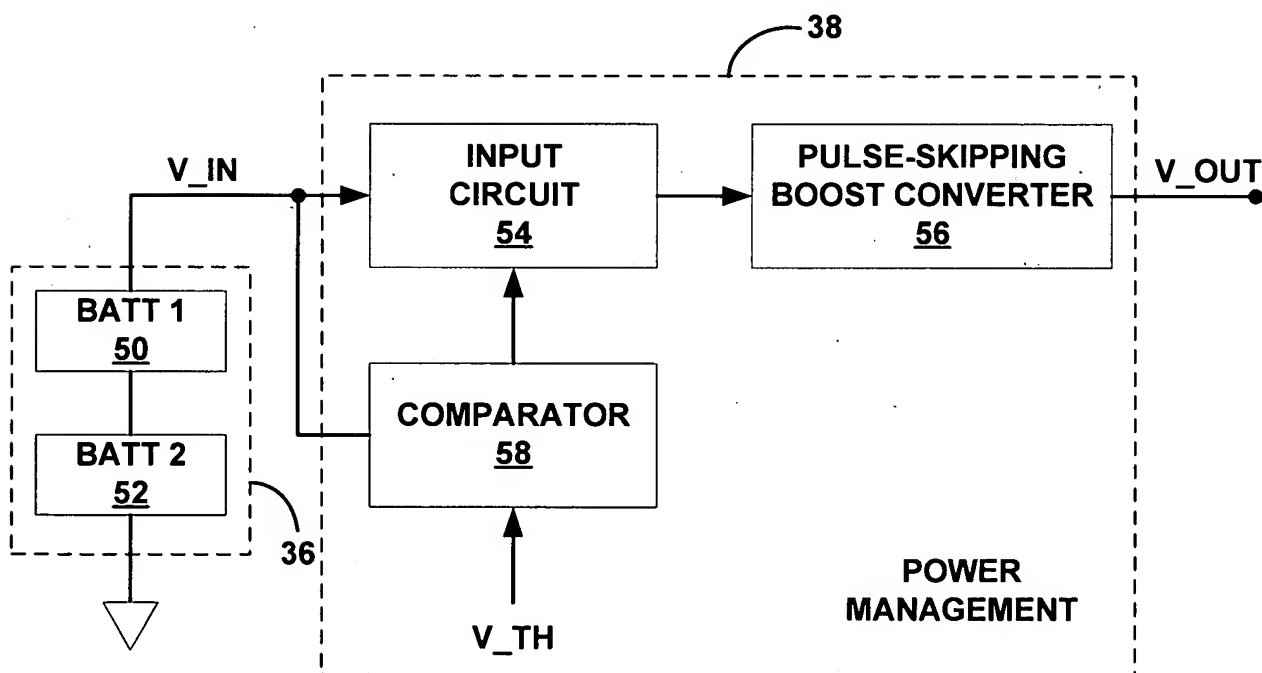 38
INPUT
CIRCUIT
54
PULSE-SKIPPING
BOOST CONVERTER
56
V_IN
V_OUT
BATT 1
50
BATT 2
52
36
COMPARATOR
58
V_TH
POWER
MANAGEMENT